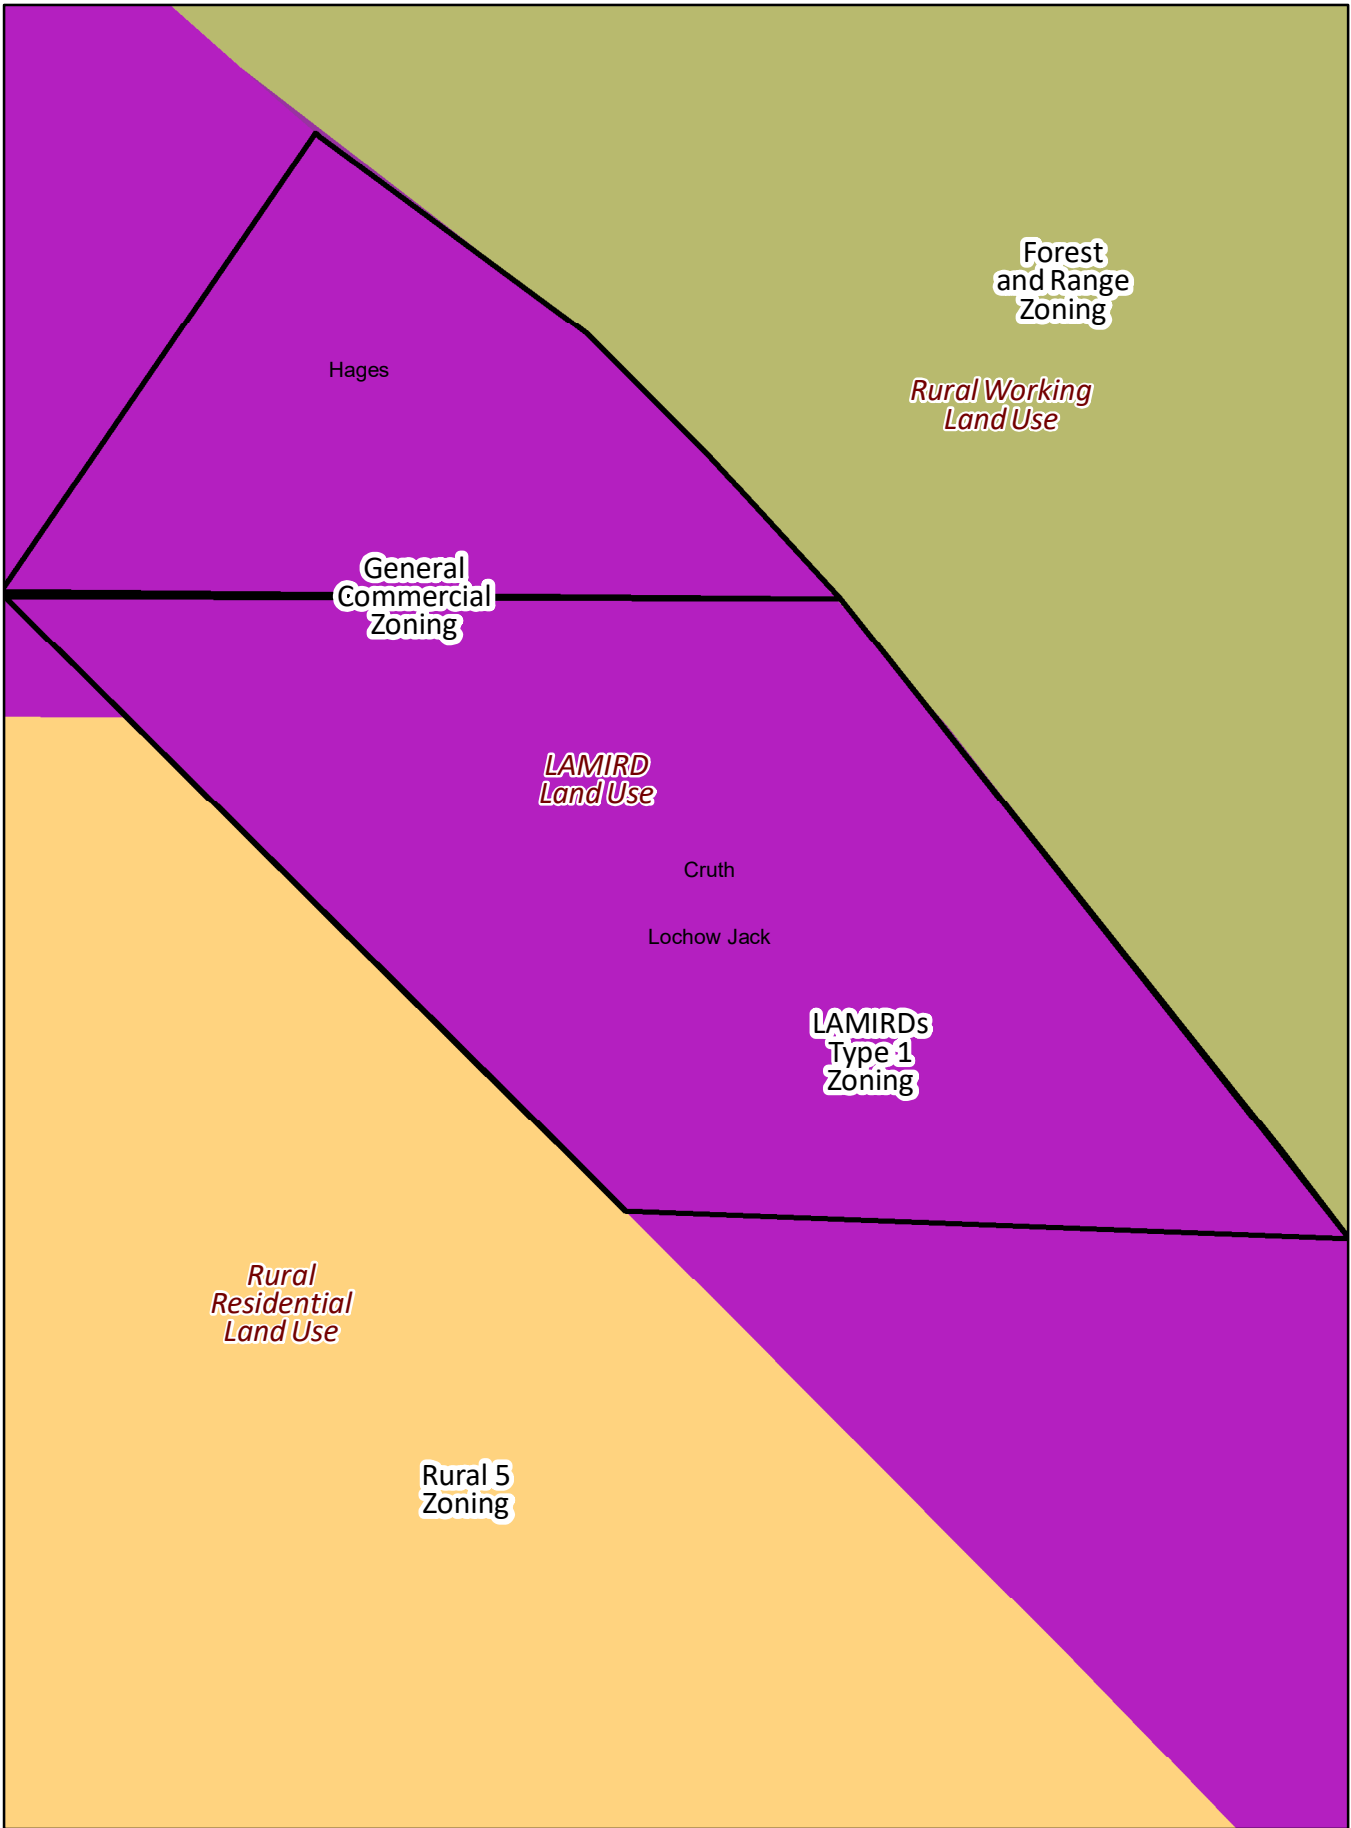 Forest
and Range
Zoning
Rural Working
Land Use
Hages
General
Commercial
Zoning
LAMIRD
Land Use
Cruth
Lochow Jack
LAMIRDs
Type 1
Zoning
Rural
Residential
Land Use
Rural 5
Zoning